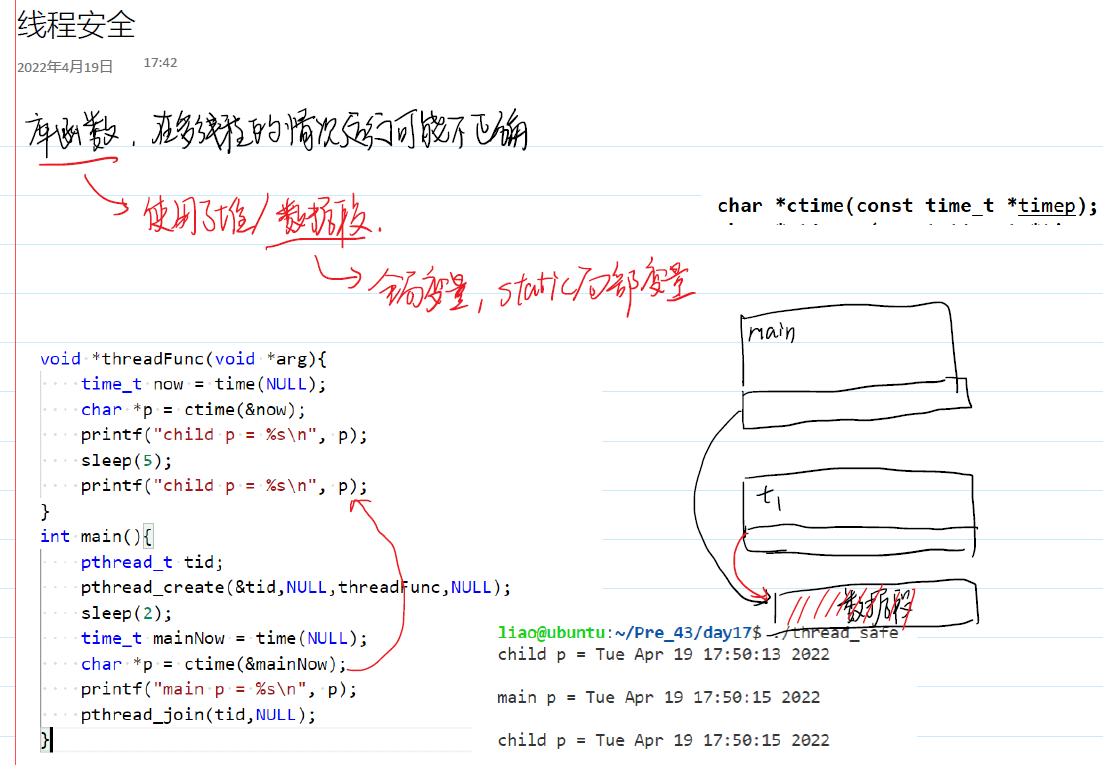 线程安全
2022年4月19日 17:42
库函数，在多线程的情况运行可能不正确
使用了堆/数据段.
char *ctime(const time_t *timep);
全局变量, static局部变量
main
void *threadFunc(void *arg){
time_t now = time(NULL);
char *p = ctime(&now);
printf("child p = %s\n", p);
sleep(5);
printf("child p = %s\n", p);
}
int main(){
pthread_t tid;
pthread_create(&tid,NULL,threadFunc,NULL);
sleep(2);
time_t mainNow = time(NULL);
char *p = ctime(&mainNow);
printf("main p = %s\n", p);
pthread_join(tid,NULL);
}
t1
数据段
liao@ubuntu:~/Pre_43/day17$ ./thread_safe
child p = Tue Apr 19 17:50:13 2022
main p = Tue Apr 19 17:50:15 2022
child p = Tue Apr 19 17:50:15 2022